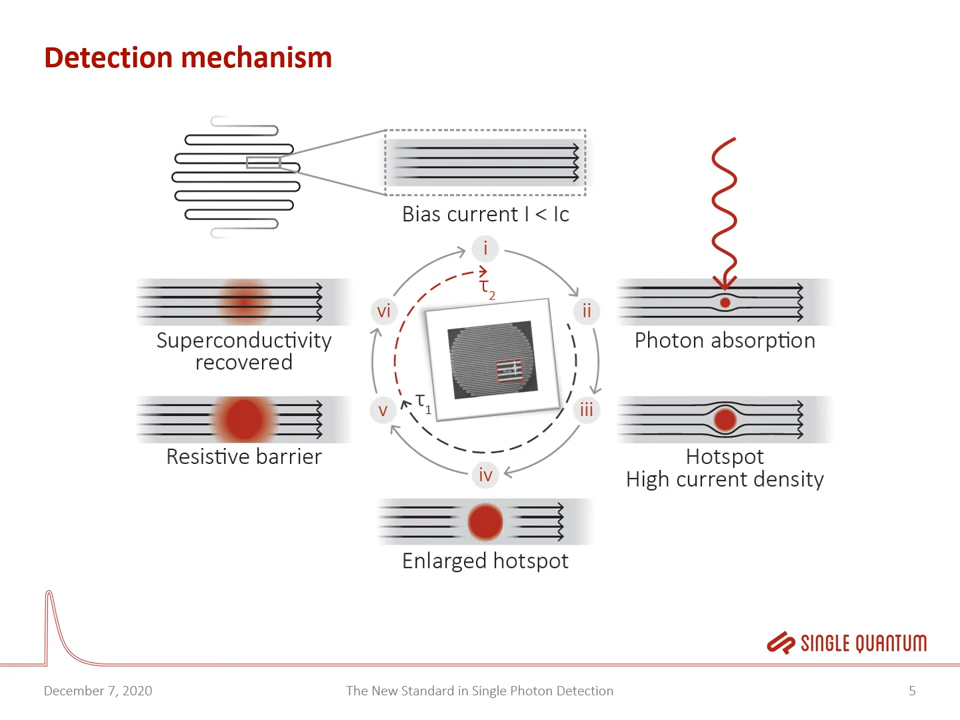 Detection mechanism
Bias current I < Ic
i
τ2
vi
ii
Superconductivity
recovered
Photon absorption
v
τ1
iii
Resistive barrier
Hotspot
High current density
iv
Enlarged hotspot
SINGLE QUANTUM
December 7, 2020
The New Standard in Single Photon Detection
5